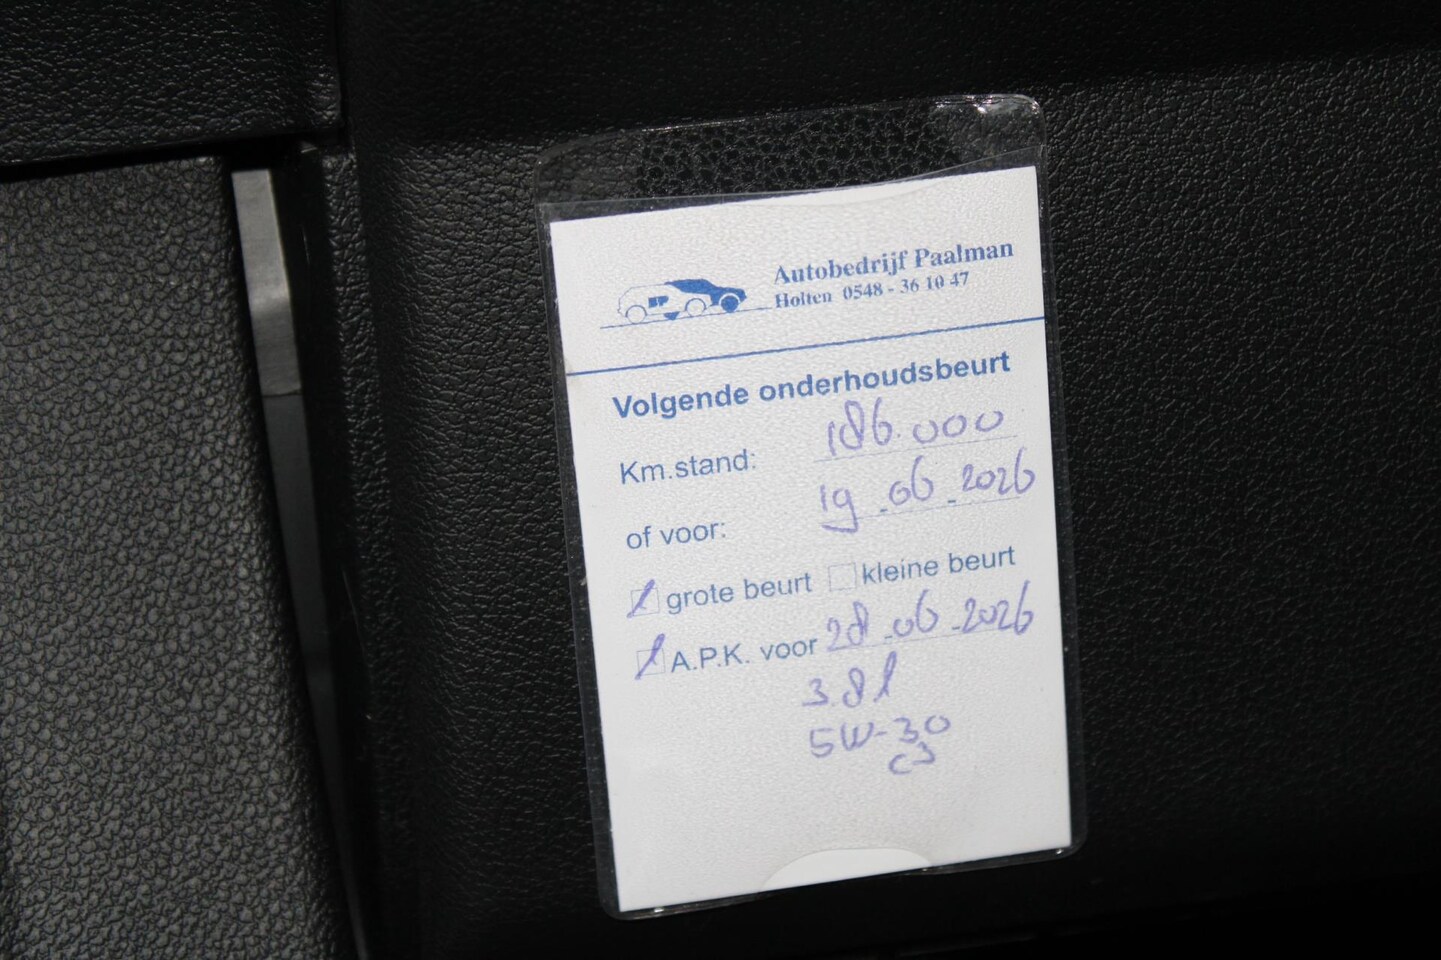 Autobedrijf Paalman
Holten 0548 - 36 10 47
Volgende onderhoudsbeurt
Km.stand: 186.000
of voor: 19-06-2026
grote beurt kleine beurt
A.P.K. voor 28-06-2026
3.8l
5W-30
C3